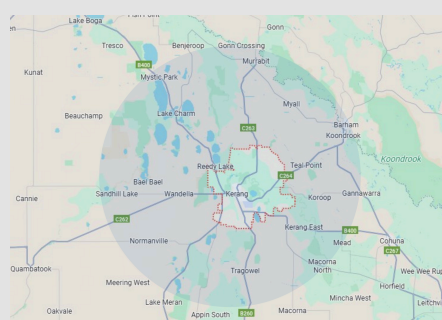 Lake Boga
Gonn
Tresco
Benjeroop
Gonn Crossing
Murrabit
B400
Kunat
Mystic Park
Myall
Beauchamp
Lake Charm
C263
Barham
Koondrook
Koondrook
Reedy Lake
Teal Point
C264
Bael Bael
Cannie
Sandhill Lake
Wandella
Kerang
Koroop
Gannawarra
C262
Kerang East
B400
Normanville
Mead
Cohuna
C267
Quambatook
Tragowel
Macorna
North
Wee Wee Rup
Meering West
Horfield
Mincha West
Leitchv
Lake Meran
B260
Macorna
Oakvale
Appin South